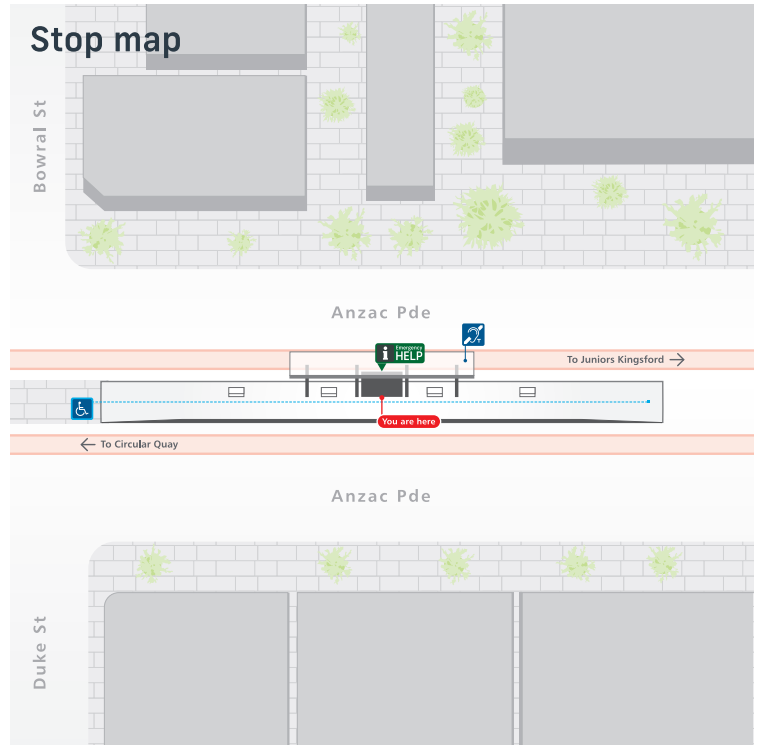 Stop map
Bowral St
Anzac Pde
i Emergency
HELP
T
To Juniors Kingsford
You are here
To Circular Quay
Anzac Pde
Duke St